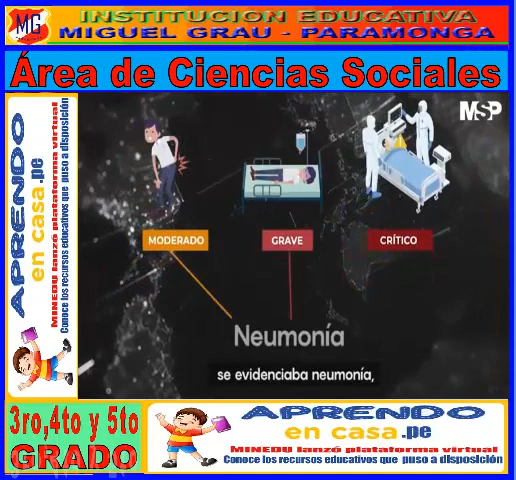 MG
INSTITUCION EDUCATIVA
MIGUEL GRAU - PARAMONGA
Área de Ciencias Sociales
APRENDO
en casa.pe
MINEDU lanzó plataforma virtual
Conoce los recursos educativos que puso a disposición
MSP
MODERADO
GRAVE
CRÍTICO
Neumonía
se evidenciaba neumonía,
3ro,4to y 5to
GRADO
APRENDO
en casa.pe
MINEDU lanzó plataforma virtual
Conoce los recursos educativos que puso a disposición